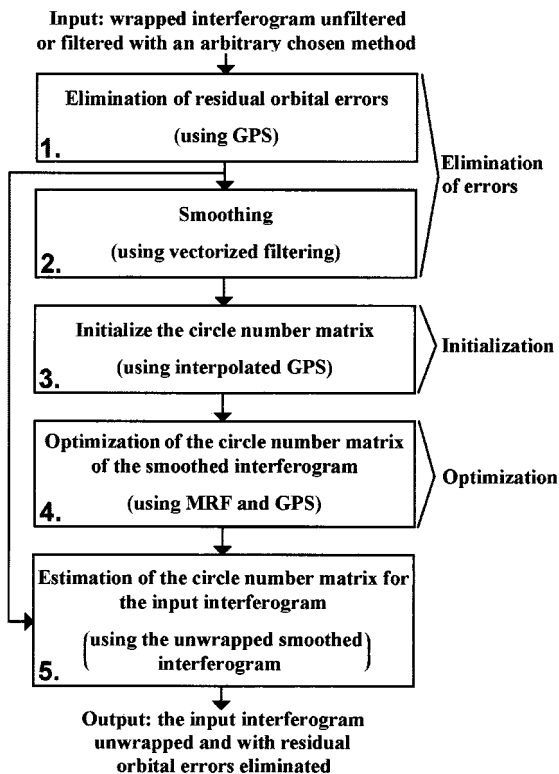 Input: wrapped interferogram unfiltered
or filtered with an arbitrary chosen method
Elimination of residual orbital errors
(using GPS)
1.
Elimination
of errors
Smoothing
(using vectorized filtering)
2.
Initialize the circle number matrix
(using interpolated GPS)
3.
Initialization
Optimization of the circle number matrix
of the smoothed interferogram
(using MRF and GPS)
4.
Optimization
Estimation of the circle number matrix for
the input interferogram
(using the unwrapped smoothed
interferogram)
5.
Output: the input interferogram
unwrapped and with residual
orbital errors eliminated